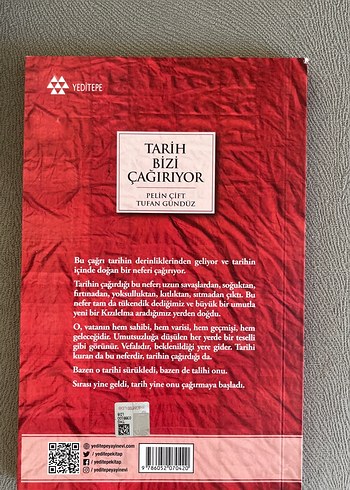 YEDİTEPE
TARİH
BİZİ
ÇAĞIRIYOR
PELİN ÇİFT
TUFAN GÜNDÜZ
Bu çağrı tarihin derinliklerinden geliyor ve tarihin
içinde doğan bir neferi çağırıyor.
Tarihin çağırdığı bu nefer; uzun savaşlardan, soğuktan,
fırtınadan, yoksulluktan, kıtlıktan, sıtmadan çıktı. Bu
nefer tam da tükendik dediğimiz ve büyük bir umutla
yeni bir Kızılelma aradığımız yerden doğdu.
O, vatanın hem sahibi, hem varisi, hem geçmişi, hem
geleceğidir. Umutsuzluğa düşülen her yerde bir teselli
gibi görünür. Vefalıdır, beklenildiği yere gider. Tarihi
kuran da bu neferdir, tarihin çağırdığı da.
Bazen o tarihi sürükledi, bazen de talihi onu.
Sırası yine geldi, tarih yine onu çağırmaya başladı.
yeditepeyayinevi.com
yeditepekitap
yeditepekitap
yeditepeyayinevi
9 786052 070420